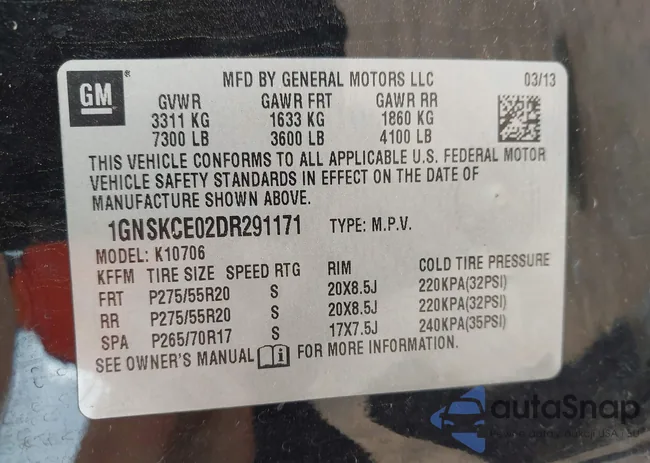 GM
MFD BY GENERAL MOTORS LLC 03/13
GVWR GAWR FRT GAWR RR
3311 KG 1633 KG 1860 KG
7300 LB 3600 LB 4100 LB
THIS VEHICLE CONFORMS TO ALL APPLICABLE U.S. FEDERAL MOTOR
VEHICLE SAFETY STANDARDS IN EFFECT ON THE DATE OF
MANUFACTURE SHOWN ABOVE.
1GNSKCE02DR291171 TYPE: M.P.V.
MODEL: K10706
KFFM TIRE SIZE SPEED RTG RIM COLD TIRE PRESSURE
FRT P275/55R20 S 20X8.5J 220KPA(32PSI)
RR P275/55R20 S 20X8.5J 220KPA(32PSI)
SPA P265/70R17 S 17X7.5J 240KPA(35PSI)
SEE OWNER'S MANUAL FOR MORE INFORMATION.
autoSnap